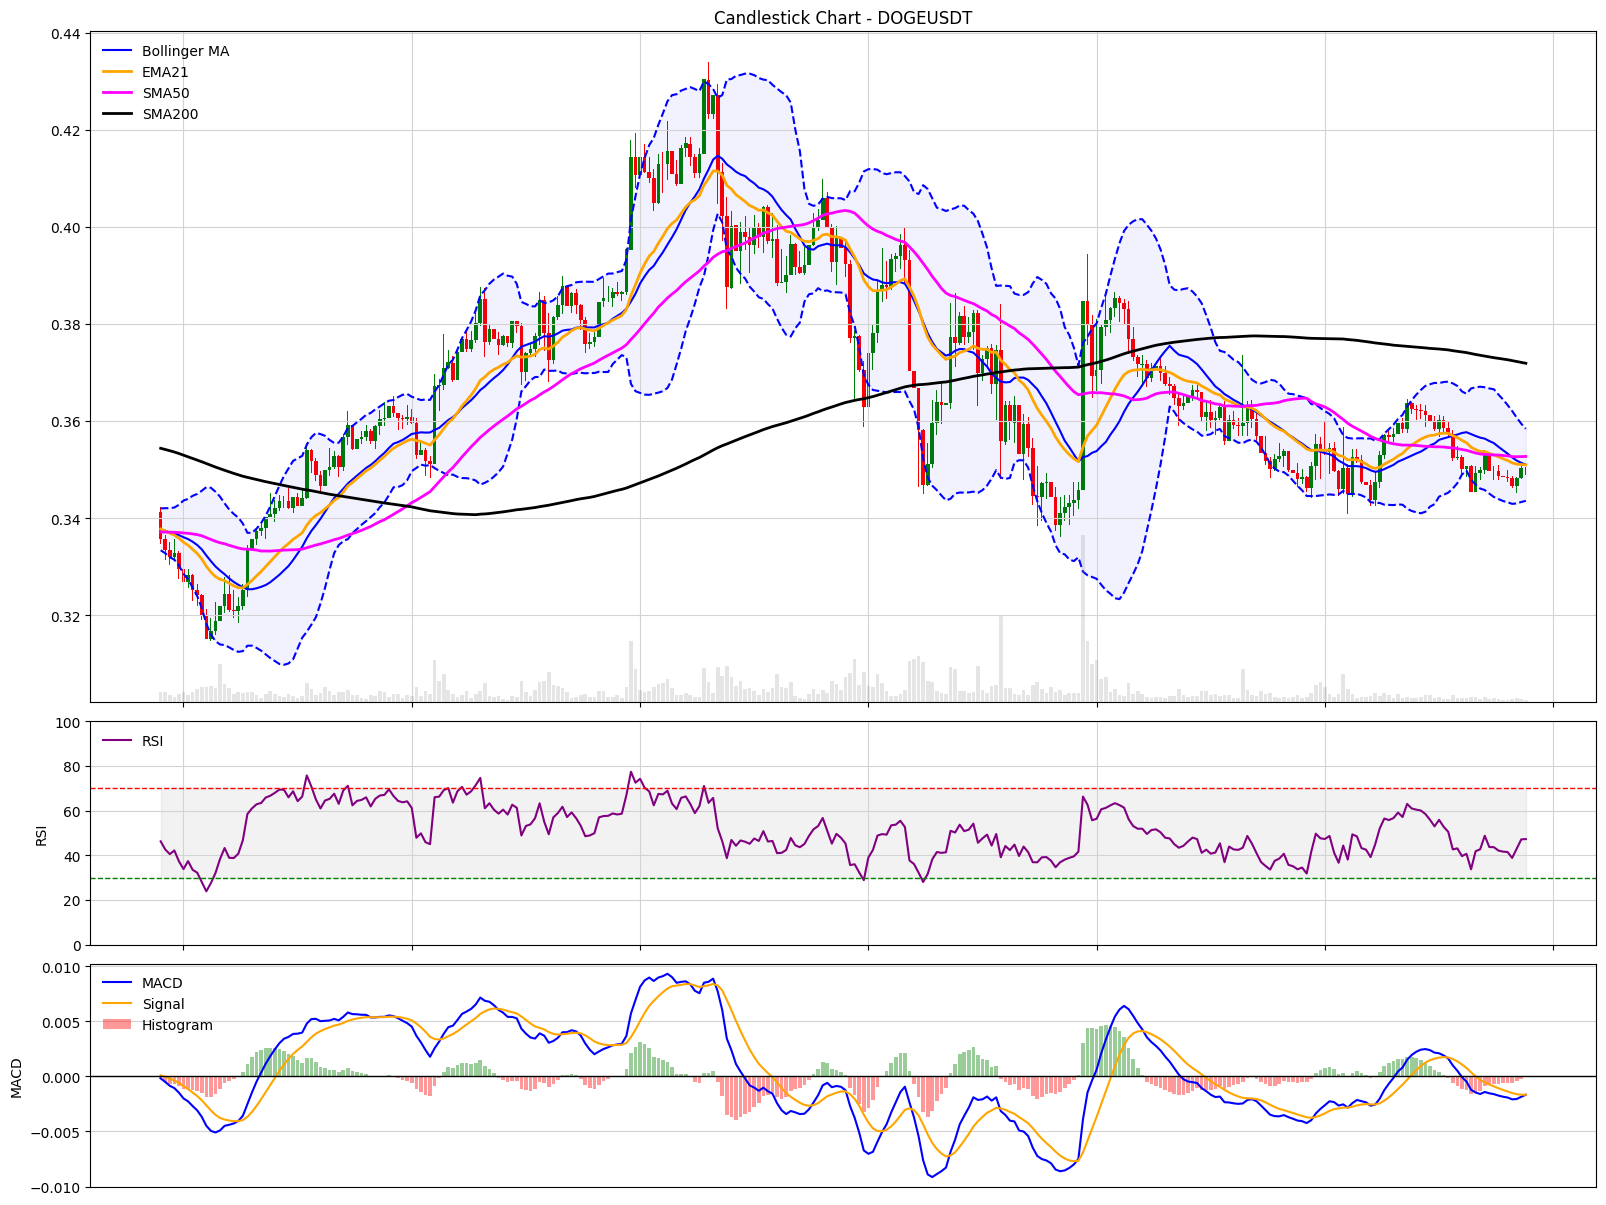 Candlestick Chart - DOGEUSDT
0.44
0.42
0.40
0.38
0.36
0.34
0.32
Bollinger MA
EMA21
SMA50
SMA200
100
80
60
40
20
0
RSI
RSI
0.010
0.005
0.000
−0.005
−0.010
MACD
MACD
Signal
Histogram